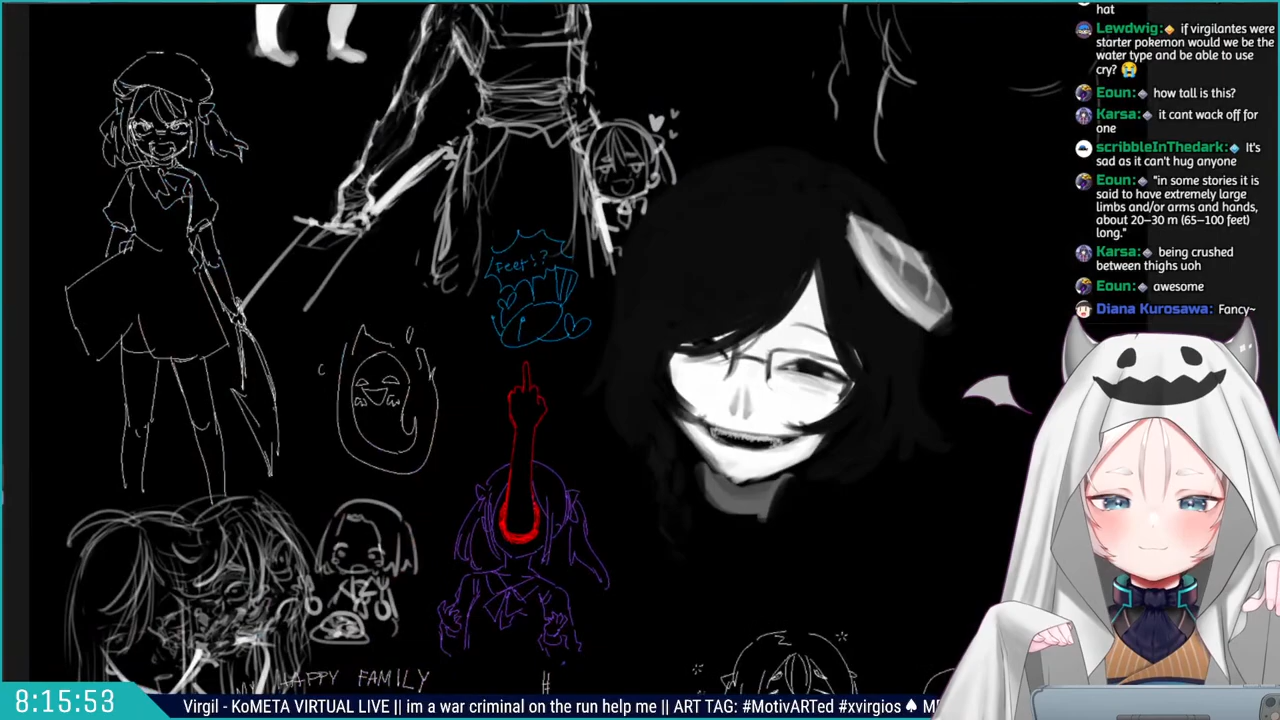 hat
Lewdwig: if virgilantes were
starter pokemon would we be the
water type and be able to use
cry? 😭
Eoun: how tall is this?
Karsa: it cant wack off for
one
scribbleInThedark: It's
sad as it can't hug anyone
Eoun: "in some stories it is
said to have extremely large
limbs and/or arms and hands,
about 20–30 m (65–100 feet)
long."
Karsa: being crushed
between thighs uoh
Eoun: awesome
Diana Kurosawa: Fancy~
Feet!?
APPY FAMILY
8:15:53
Virgil - KoMETA VIRTUAL LIVE || im a war criminal on the run help me || ART TAG: #MotivARTed #xvirgios ♠